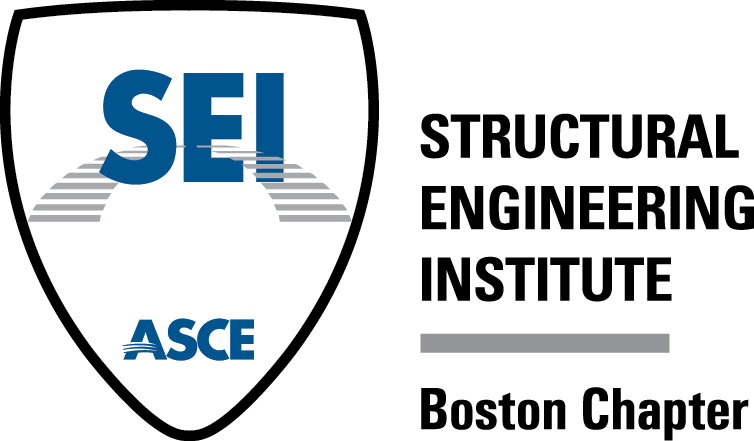 SEI
ASCE
STRUCTURAL
ENGINEERING
INSTITUTE
Boston Chapter